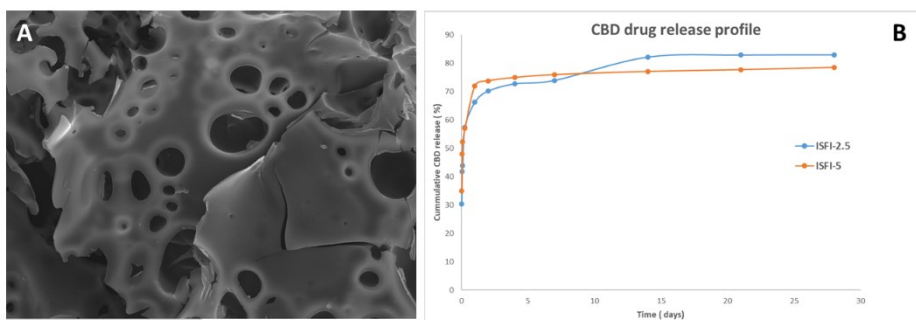 A
CBD drug release profile
B
Cummulative CBD release ( %)
90
80
70
60
50
40
30
20
10
0
0
5
10
15
20
25
30
Time ( days)
ISFI-2.5
ISFI-5